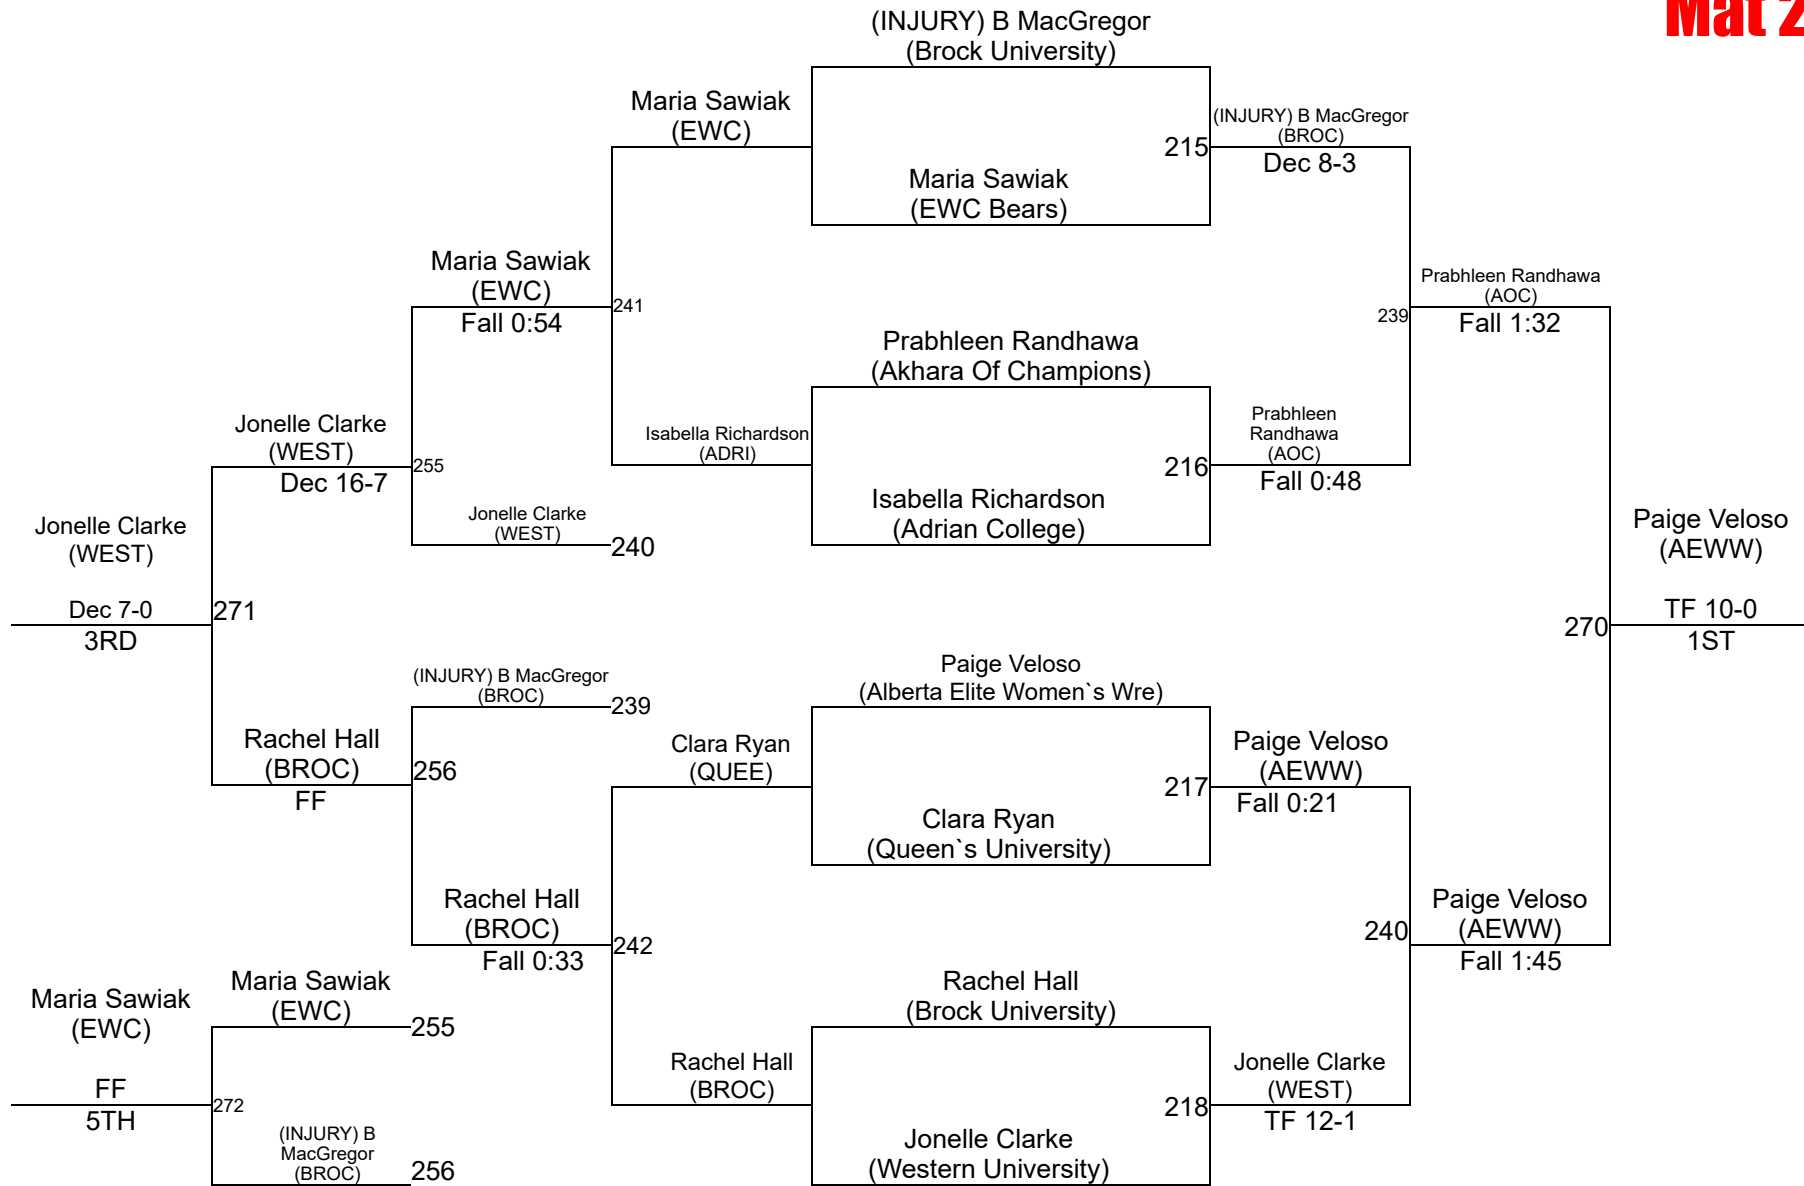 Mat 2
(INJURY) B MacGregor
(Brock University)
Maria Sawiak
(EWC)
(INJURY) B MacGregor
(BROC)
215
Dec 8-3
Maria Sawiak
(EWC Bears)
Maria Sawiak
(EWC)
Fall 0:54
241
Prabhleen Randhawa
(AOC)
239
Fall 1:32
Prabhleen Randhawa
(Akhara Of Champions)
Jonelle Clarke
(WEST)
Dec 16-7
255
Isabella Richardson
(ADRI)
Prabhleen
Randhawa
(AOC)
216
Fall 0:48
Isabella Richardson
(Adrian College)
Jonelle Clarke
(WEST)
240
Jonelle Clarke
(WEST)
Dec 7-0
3RD
271
Paige Veloso
(AEWW)
270
TF 10-0
1ST
(INJURY) B MacGregor
(BROC)
239
Paige Veloso
(Alberta Elite Women`s Wre)
Rachel Hall
(BROC)
FF
256
Clara Ryan
(QUEE)
217
Paige Veloso
(AEWW)
Fall 0:21
Clara Ryan
(Queen`s University)
Rachel Hall
(BROC)
Fall 0:33
242
240
Paige Veloso
(AEWW)
Fall 1:45
Maria Sawiak
(EWC)
FF
5TH
Maria Sawiak
(EWC)
255
Rachel Hall
(Brock University)
272
Rachel Hall
(BROC)
218
Jonelle Clarke
(WEST)
TF 12-1
(INJURY) B
MacGregor
(BROC)
256
Jonelle Clarke
(Western University)